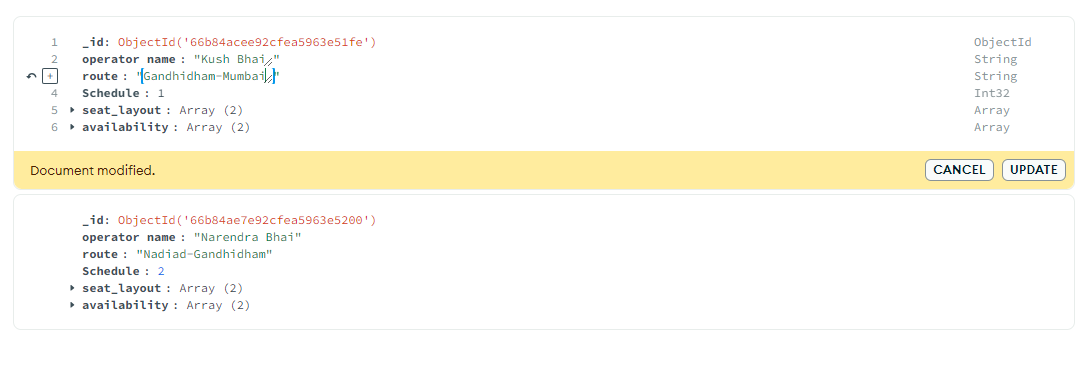 1 _id: ObjectId('66b84acee92cfea5963e51fe') ObjectId
2 operator name : "Kush Bhai" String
+ route : "Gandhidham-Mumbai" String
4 Schedule : 1 Int32
5 seat_layout : Array (2) Array
6 availability : Array (2) Array
Document modified. CANCEL UPDATE
_id: ObjectId('66b84ae7e92cfea5963e5200')
operator name : "Narendra Bhai"
route : "Nadiad-Gandhidham"
Schedule : 2
seat_layout : Array (2)
availability : Array (2)